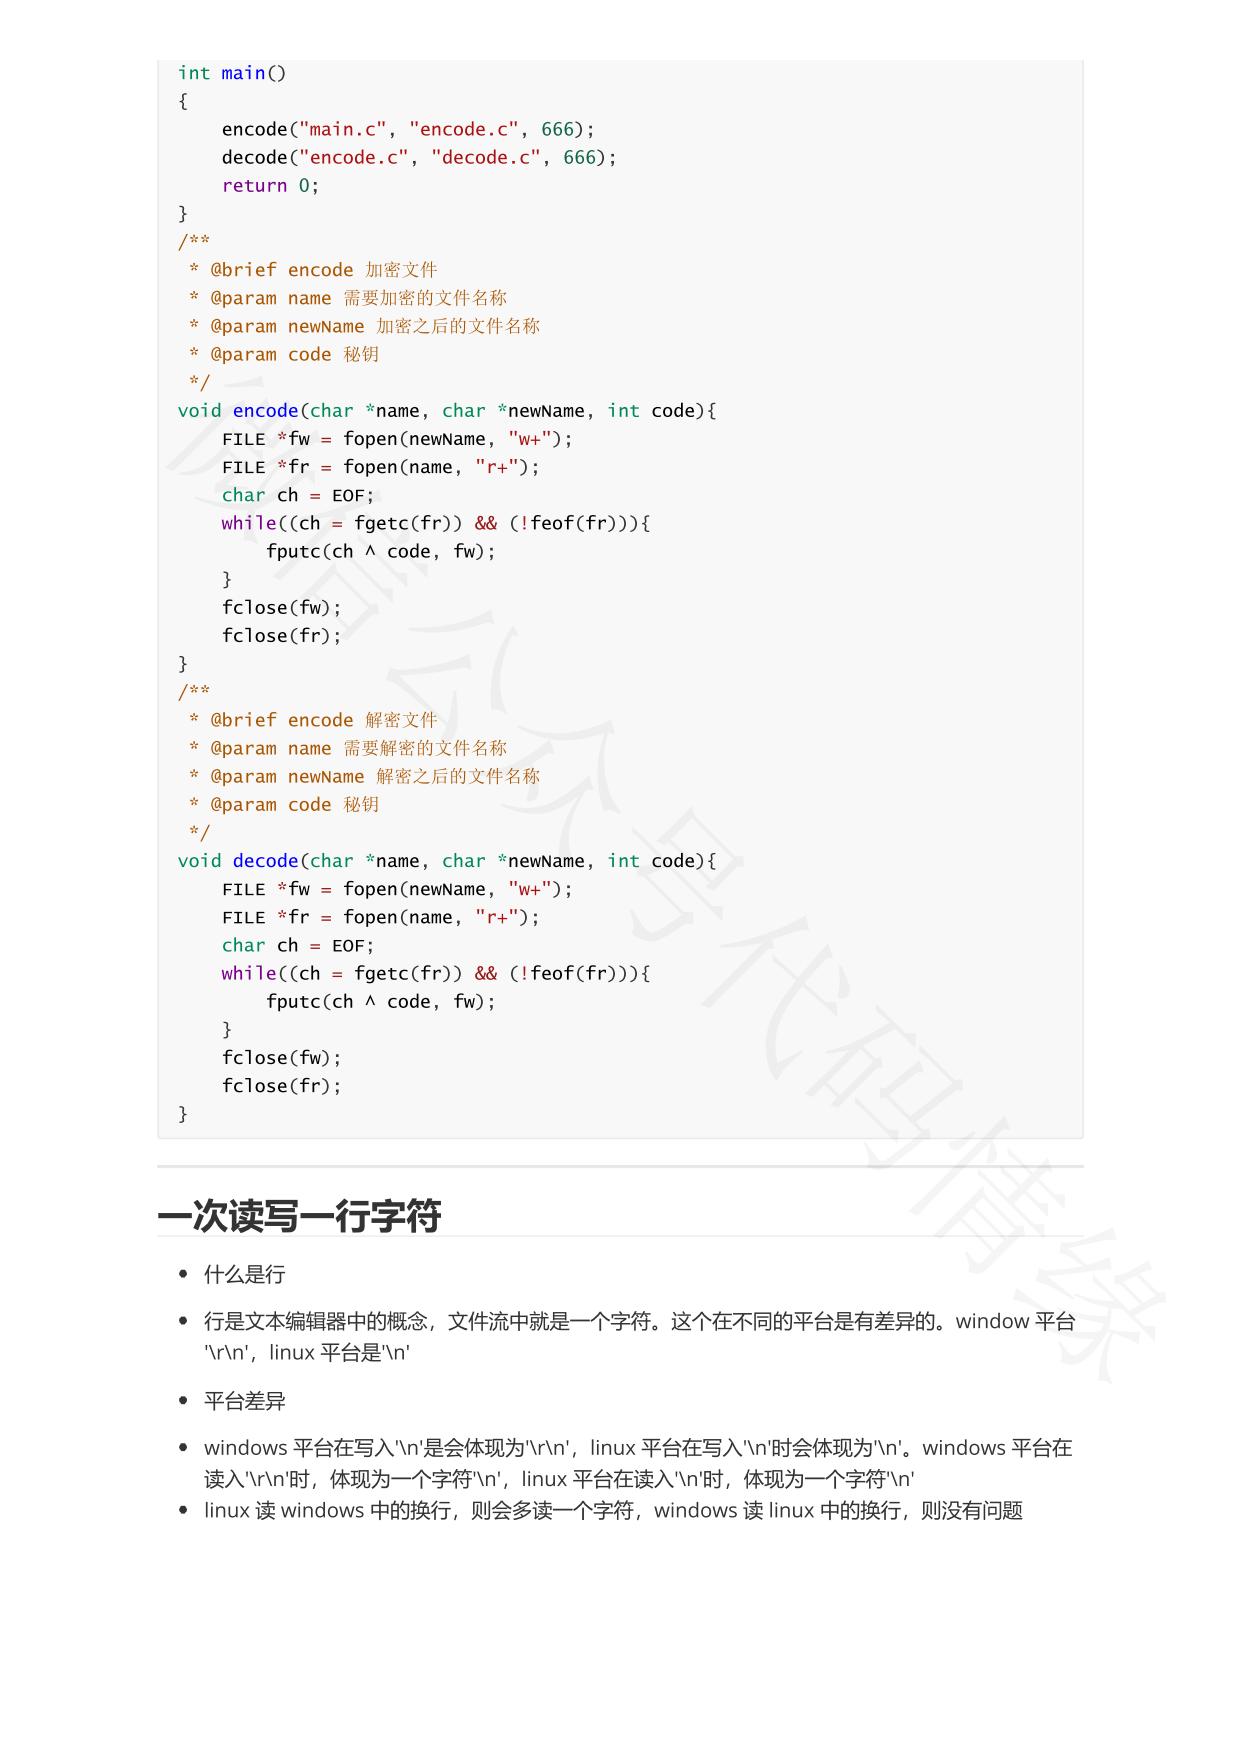 int main()
{
    encode("main.c", "encode.c", 666);
    decode("encode.c", "decode.c", 666);
    return 0;
}
/**
 * @brief encode 加密文件
 * @param name 需要加密的文件名称
 * @param newName 加密之后的文件名称
 * @param code 秘钥
 */
void encode(char *name, char *newName, int code){
    FILE *fw = fopen(newName, "w+");
    FILE *fr = fopen(name, "r+");
    char ch = EOF;
    while((ch = fgetc(fr)) && (!feof(fr))){
        fputc(ch ^ code, fw);
    }
    fclose(fw);
    fclose(fr);
}
/**
 * @brief encode 解密文件
 * @param name 需要解密的文件名称
 * @param newName 解密之后的文件名称
 * @param code 秘钥
 */
void decode(char *name, char *newName, int code){
    FILE *fw = fopen(newName, "w+");
    FILE *fr = fopen(name, "r+");
    char ch = EOF;
    while((ch = fgetc(fr)) && (!feof(fr))){
        fputc(ch ^ code, fw);
    }
    fclose(fw);
    fclose(fr);
}
一次读写一行字符
• 什么是行
• 行是文本编辑器中的概念，文件流中就是一个字符。这个在不同的平台是有差异的。window 平台
'\r\n'，linux 平台是'\n'
• 平台差异
• windows 平台在写入'\n'是会体现为'\r\n'，linux 平台在写入'\n'时会体现为'\n'。windows 平台在
读入'\r\n'时，体现为一个字符'\n'，linux 平台在读入'\n'时，体现为一个字符'\n'
• linux 读 windows 中的换行，则会多读一个字符，windows 读 linux 中的换行，则没有问题
微信公众号代码情缘